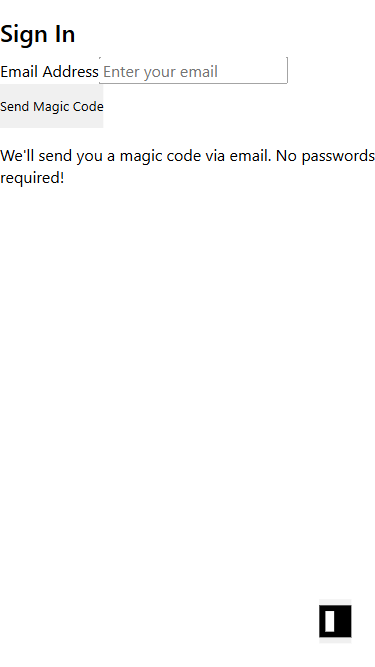 Sign In
Email Address Enter your email
Send Magic Code
We'll send you a magic code via email. No passwords
required!